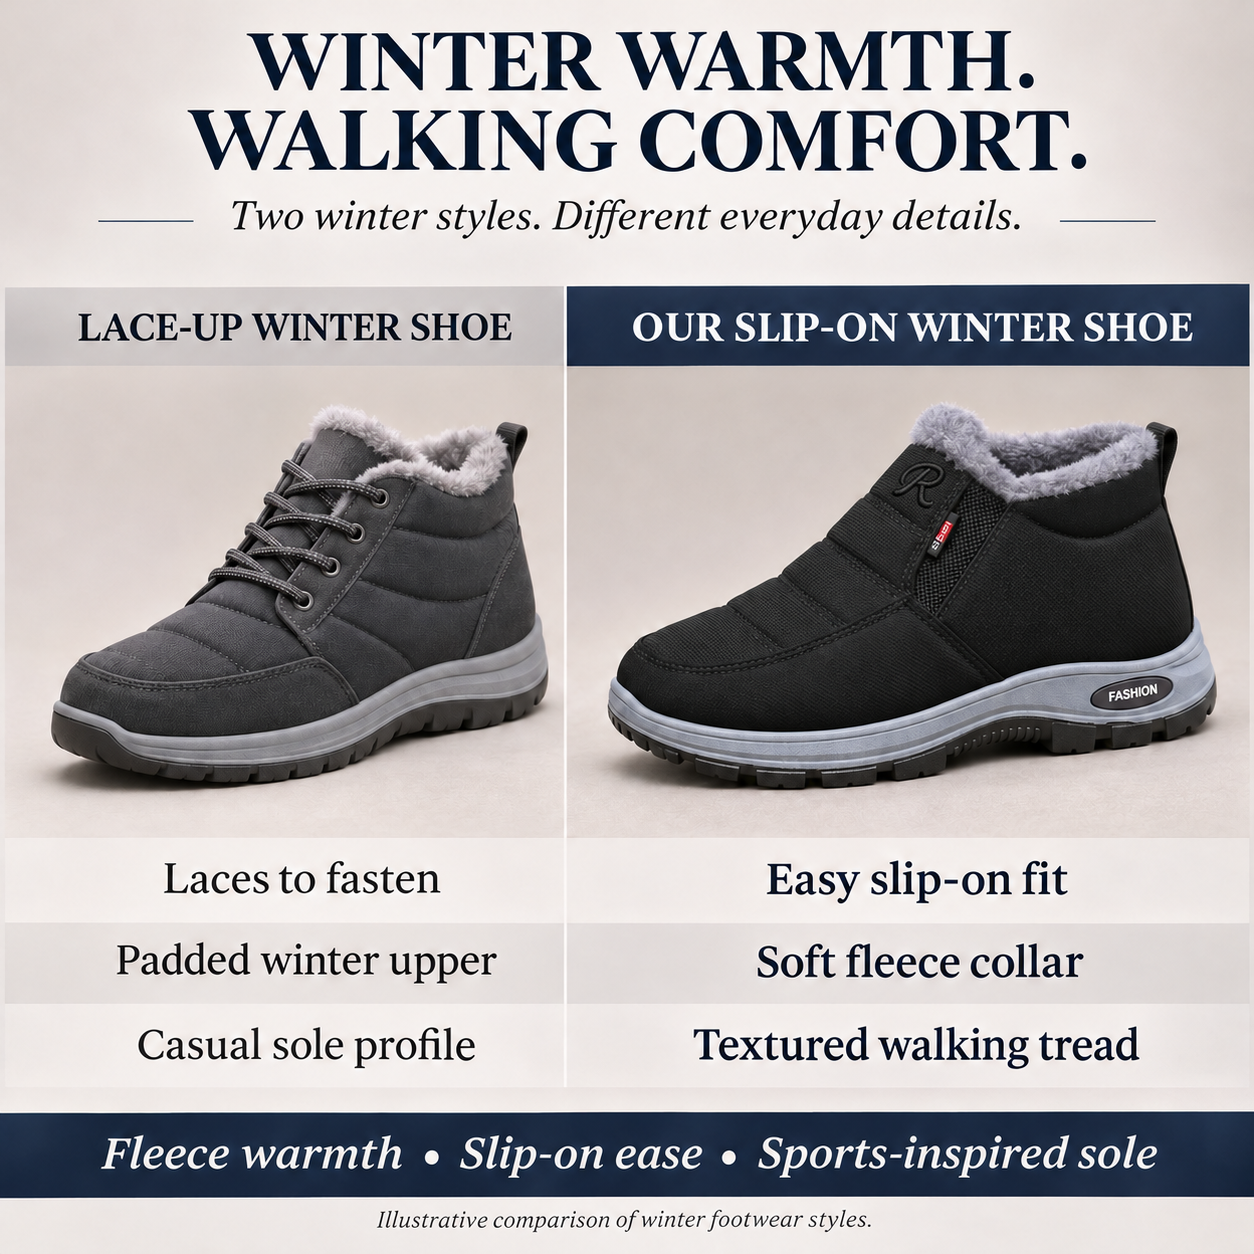 WINTER WARMTH.
WALKING COMFORT.
Two winter styles. Different everyday details.
LACE-UP WINTER SHOE
OUR SLIP-ON WINTER SHOE
R
FASHION
Laces to fasten
Easy slip-on fit
Padded winter upper
Soft fleece collar
Casual sole profile
Textured walking tread
Fleece warmth • Slip-on ease • Sports-inspired sole
Illustrative comparison of winter footwear styles.